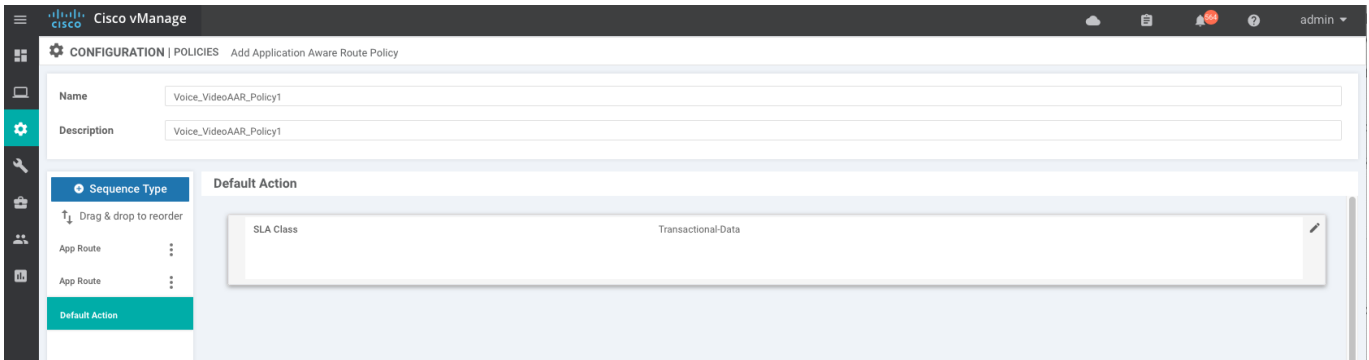 CISCO Cisco vManage 564 admin
CONFIGURATION | POLICIES Add Application Aware Route Policy
Name Voice_VideoAAR_Policy1
Description Voice_VideoAAR_Policy1
Sequence Type Default Action
Drag & drop to reorder
SLA Class Transactional-Data
App Route
App Route
Default Action